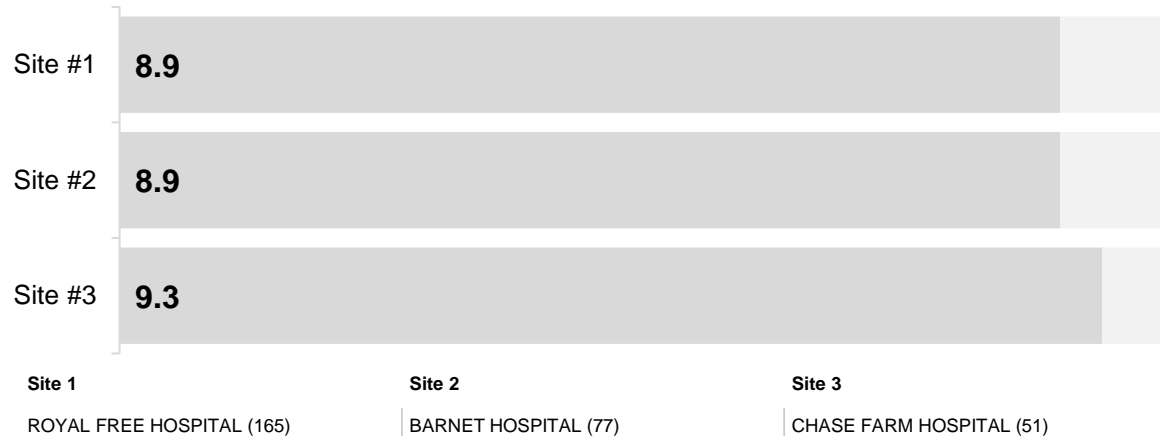 Site #1 8.9
Site #2 8.9
Site #3 9.3
Site 1 Site 2 Site 3
ROYAL FREE HOSPITAL (165) BARNET HOSPITAL (77) CHASE FARM HOSPITAL (51)